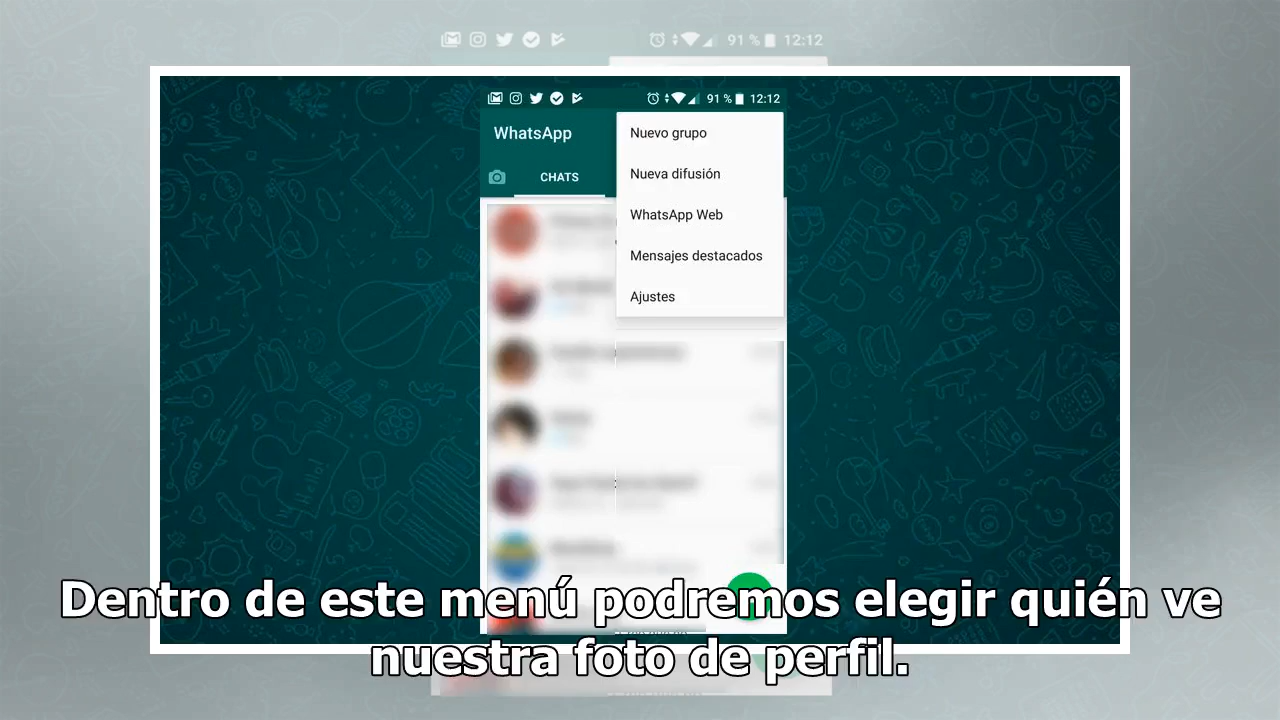 91 % 12:12
91 % 12:12
WhatsApp
CHATS
Nuevo grupo
Nueva difusión
WhatsApp Web
Mensajes destacados
Ajustes
Dentro de este menú podremos elegir quién ve
nuestra foto de perfil.